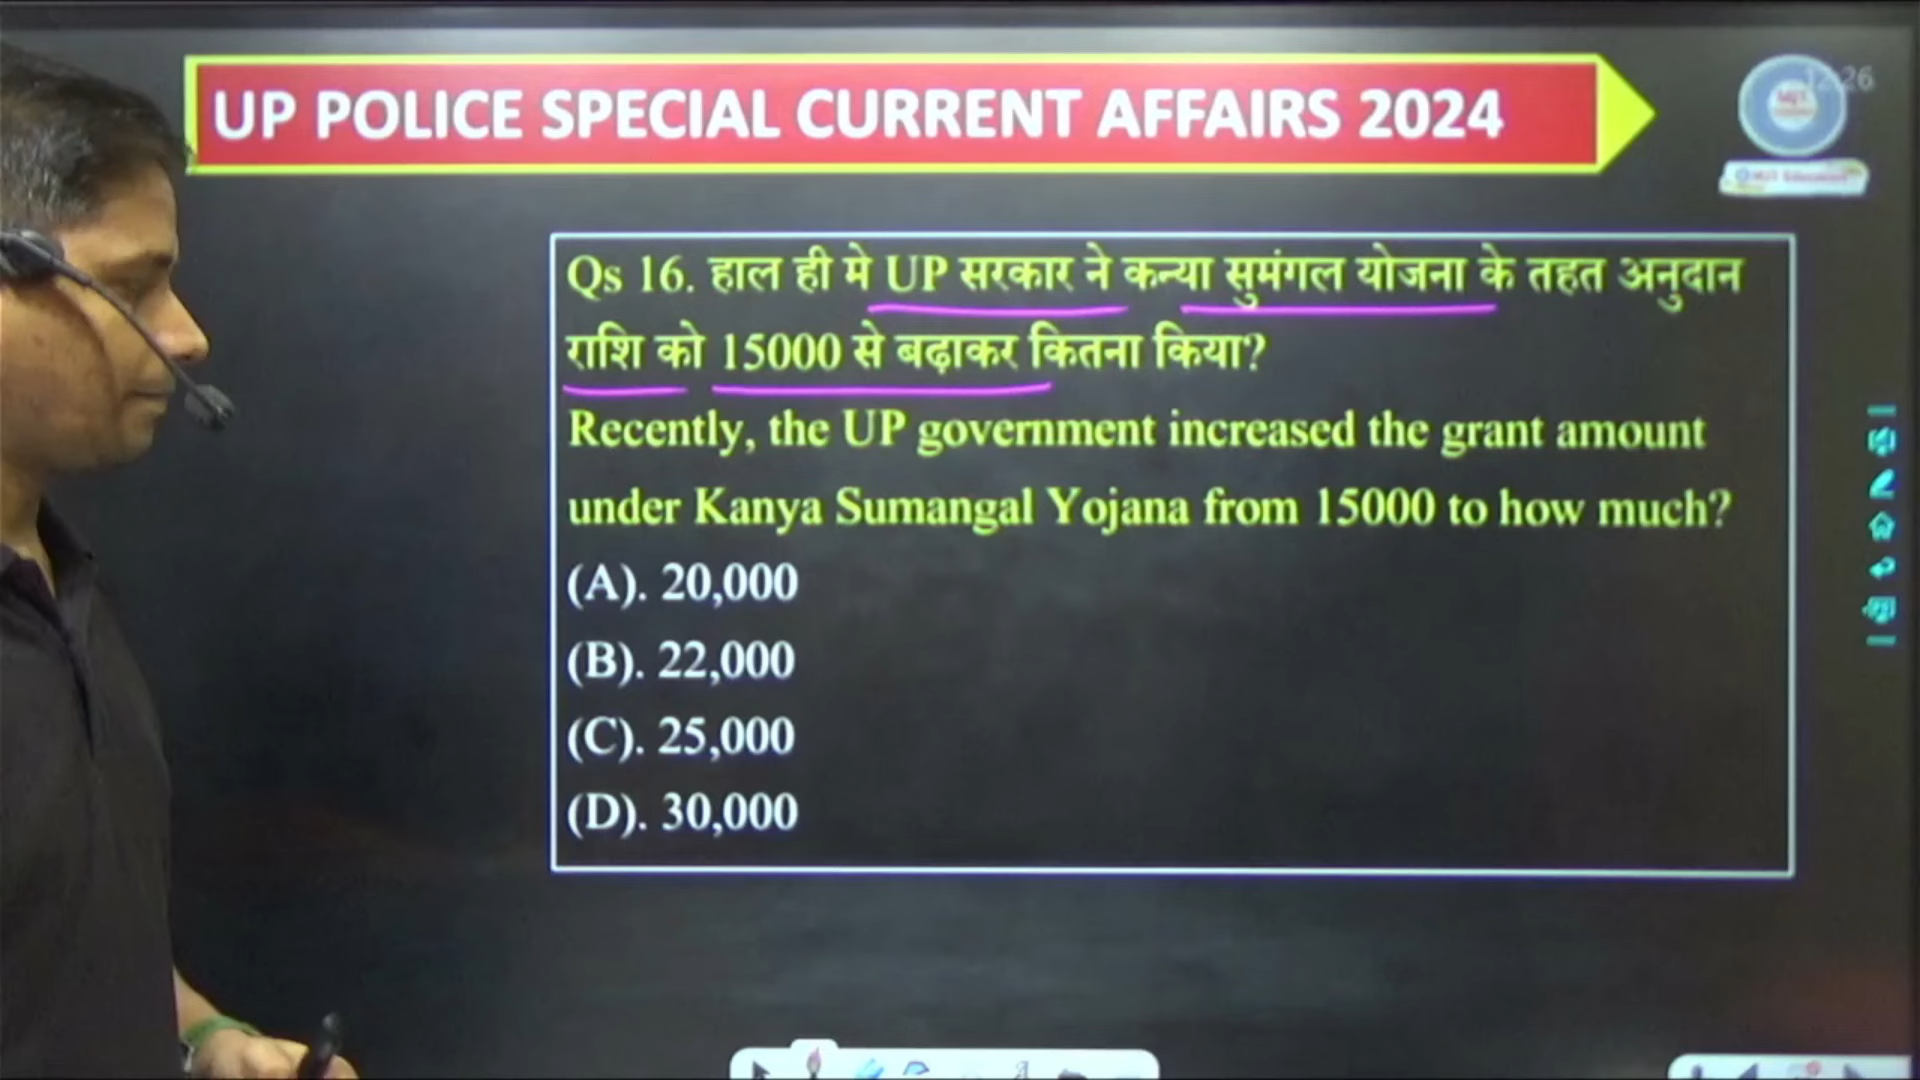 UP POLICE SPECIAL CURRENT AFFAIRS 2024
Qs 16. हाल ही मे UP सरकार ने कन्या सुमंगल योजना के तहत अनुदान
राशि को 15000 से बढ़ाकर कितना किया?
Recently, the UP government increased the grant amount
under Kanya Sumangal Yojana from 15000 to how much?
(A). 20,000
(B). 22,000
(C). 25,000
(D). 30,000